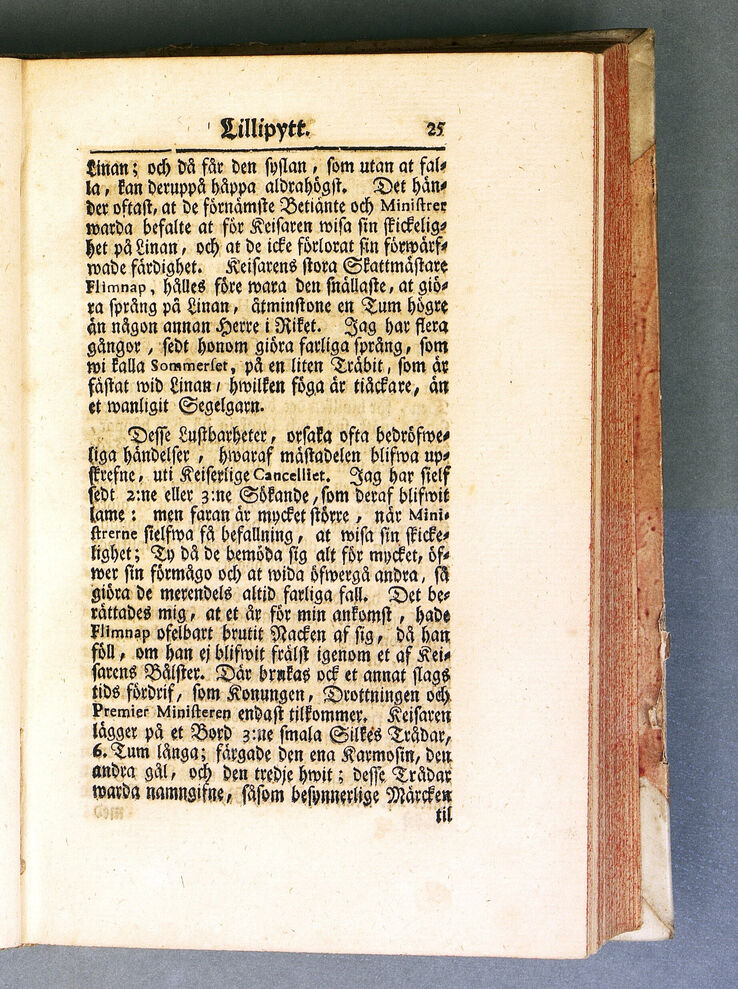 Lillipytt. 25
Linan; och då får den syslan, som utan at fal-
la, kan deruppå håppa aldrahögst. Det hän-
der oftast, at de förnämste Betiänte och Ministrer
warda befalte at för Keisaren wisa sin skickelig-
het på Linan, och at de icke förlorat sin förwärf-
wade färdighet. Keisarens stora Skattmästare
Flimnap, hålles före wara den snällaste, at giö-
ra språng på Linan, åtminstone en Tum högre
än någon annan Herre i Riket. Jag har flera
gångor, sedt honom giöra farliga språng, som
wi kalla Sommerset, på en liten Träbit, som är
fästat wid Linan, hwilken föga är tiäckare, än
et wanligit Segelgarn.
Desse Lustbarheter, orsaka ofta bedröfwe-
liga händelser, hwaraf mästadelen blifwa up-
skrefne, uti Keiserlige Cancelliet. Jag har sielf
sedt 2:ne eller 3:ne Sökande, som deraf blifwit
lame: men faran är mycket större, när Mini-
strerne sielfwa få befallning, at wisa sin skicke-
lighet; Ty då de bemöda sig alt för mycket, öf-
wer sin förmågo och at wida öfwergå andra, så
giöra de merendels altid farliga fall. Det be-
rättades mig, at et år för min ankomst, hade
Flimnap ofelbart brutit Nacken af sig, då han
föll, om han ej blifwit frälst igenom et af Kei-
sarens Bålster. Där brukas ock et annat slags
tids fördrif, som Konungen, Drottningen och
Premier Ministeren endast tilkommer. Keisaren
lägger på et Bord 3:ne smala Silkes Trådar,
6. Tum långa; färgade den ena Karmosin, den
andra gål, och den tredje hwit; desse Trådar
warda namngifne, såsom besynnerlige Märcken
til